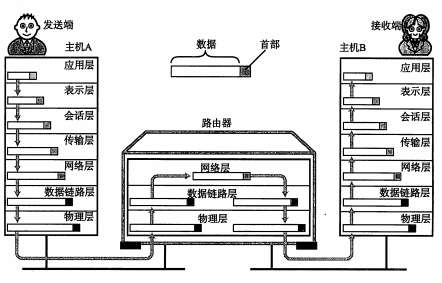 发送端
接收端
主机A
数据
首部
主机B
应用层
表示层
会话层
传输层
网络层
数据链路层
物理层
路由器
网络层
数据链路层
物理层
应用层
表示层
会话层
传输层
网络层
数据链路层
物理层